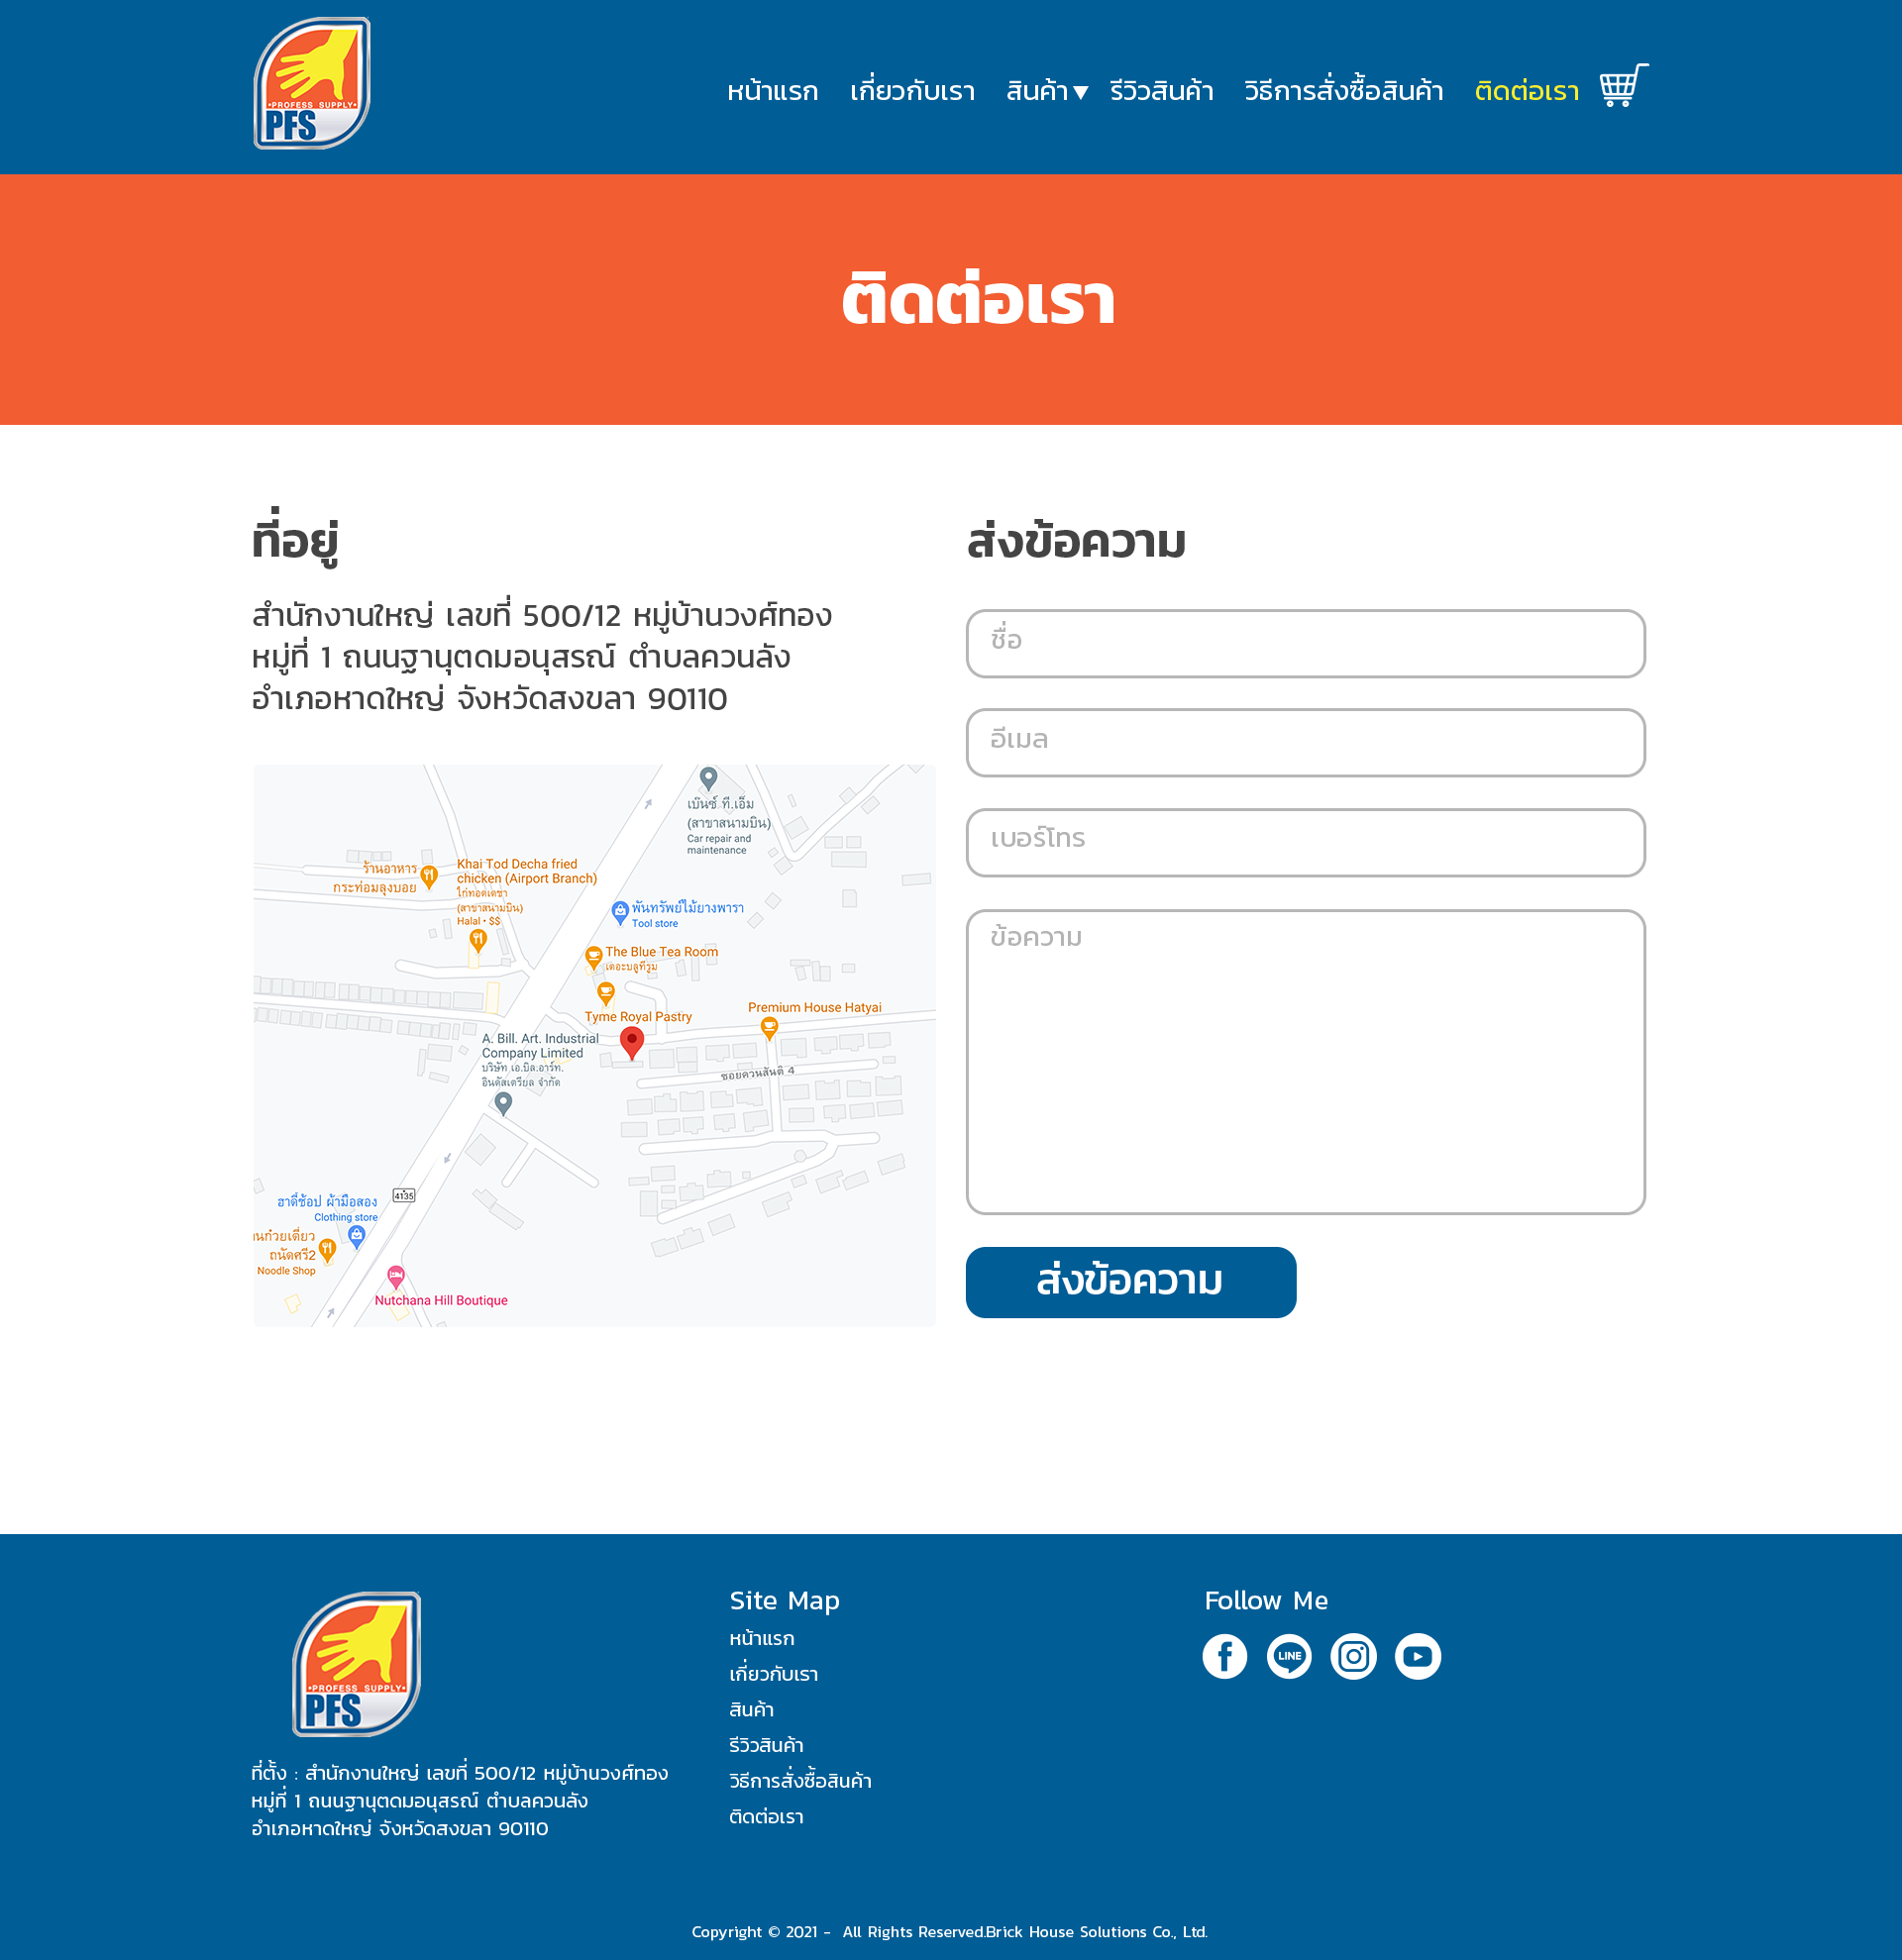 •PROFESS SUPPLY•
PFS
หน้าแรก เกี่ยวกับเรา สินค้า รีวิวสินค้า วิธีการสั่งซื้อสินค้า ติดต่อเรา
ติดต่อเรา
ที่อยู่
สำนักงานใหญ่ เลขที่ 500/12 หมู่บ้านวงศ์ทอง
หมู่ที่ 1 ถนนฐานุตดมอนุสรณ์ ตำบลควนลัง
อำเภอหาดใหญ่ จังหวัดสงขลา 90110
เบ๊นซ์ ที.เอ็ม
(สาขาสนามบิน)
Car repair and
maintenance
ร้านอาหาร
กระท่อมลุงบอย
Khai Tod Decha fried
chicken (Airport Branch)
ไก่ทอดเดชา
(สาขาสนามบิน)
Halal • $$
พันทรัพย์ไม้ยางพารา
Tool store
The Blue Tea Room
เดอะบลูทีรูม
Tyme Royal Pastry
Premium House Hatyai
A. Bill. Art. Industrial
Company Limited
บริษัท เอ.บิล.อาร์ท.
อินดัสเตรียล จำกัด
ซอยควนสันติ 4
4135
ฮาดี้ช้อป ผ้ามือสอง
Clothing store
านก๋วยเตี๋ยว
ถนัดศรี2
Noodle Shop
Nutchana Hill Boutique
ส่งข้อความ
ชื่อ
อีเมล
เบอร์โทร
ข้อความ
ส่งข้อความ
•PROFESS SUPPLY•
PFS
ที่ตั้ง : สำนักงานใหญ่ เลขที่ 500/12 หมู่บ้านวงศ์ทอง
หมู่ที่ 1 ถนนฐานุตดมอนุสรณ์ ตำบลควนลัง
อำเภอหาดใหญ่ จังหวัดสงขลา 90110
Site Map
หน้าแรก
เกี่ยวกับเรา
สินค้า
รีวิวสินค้า
วิธีการสั่งซื้อสินค้า
ติดต่อเรา
Follow Me
LINE
Copyright © 2021 - All Rights Reserved.Brick House Solutions Co., Ltd.